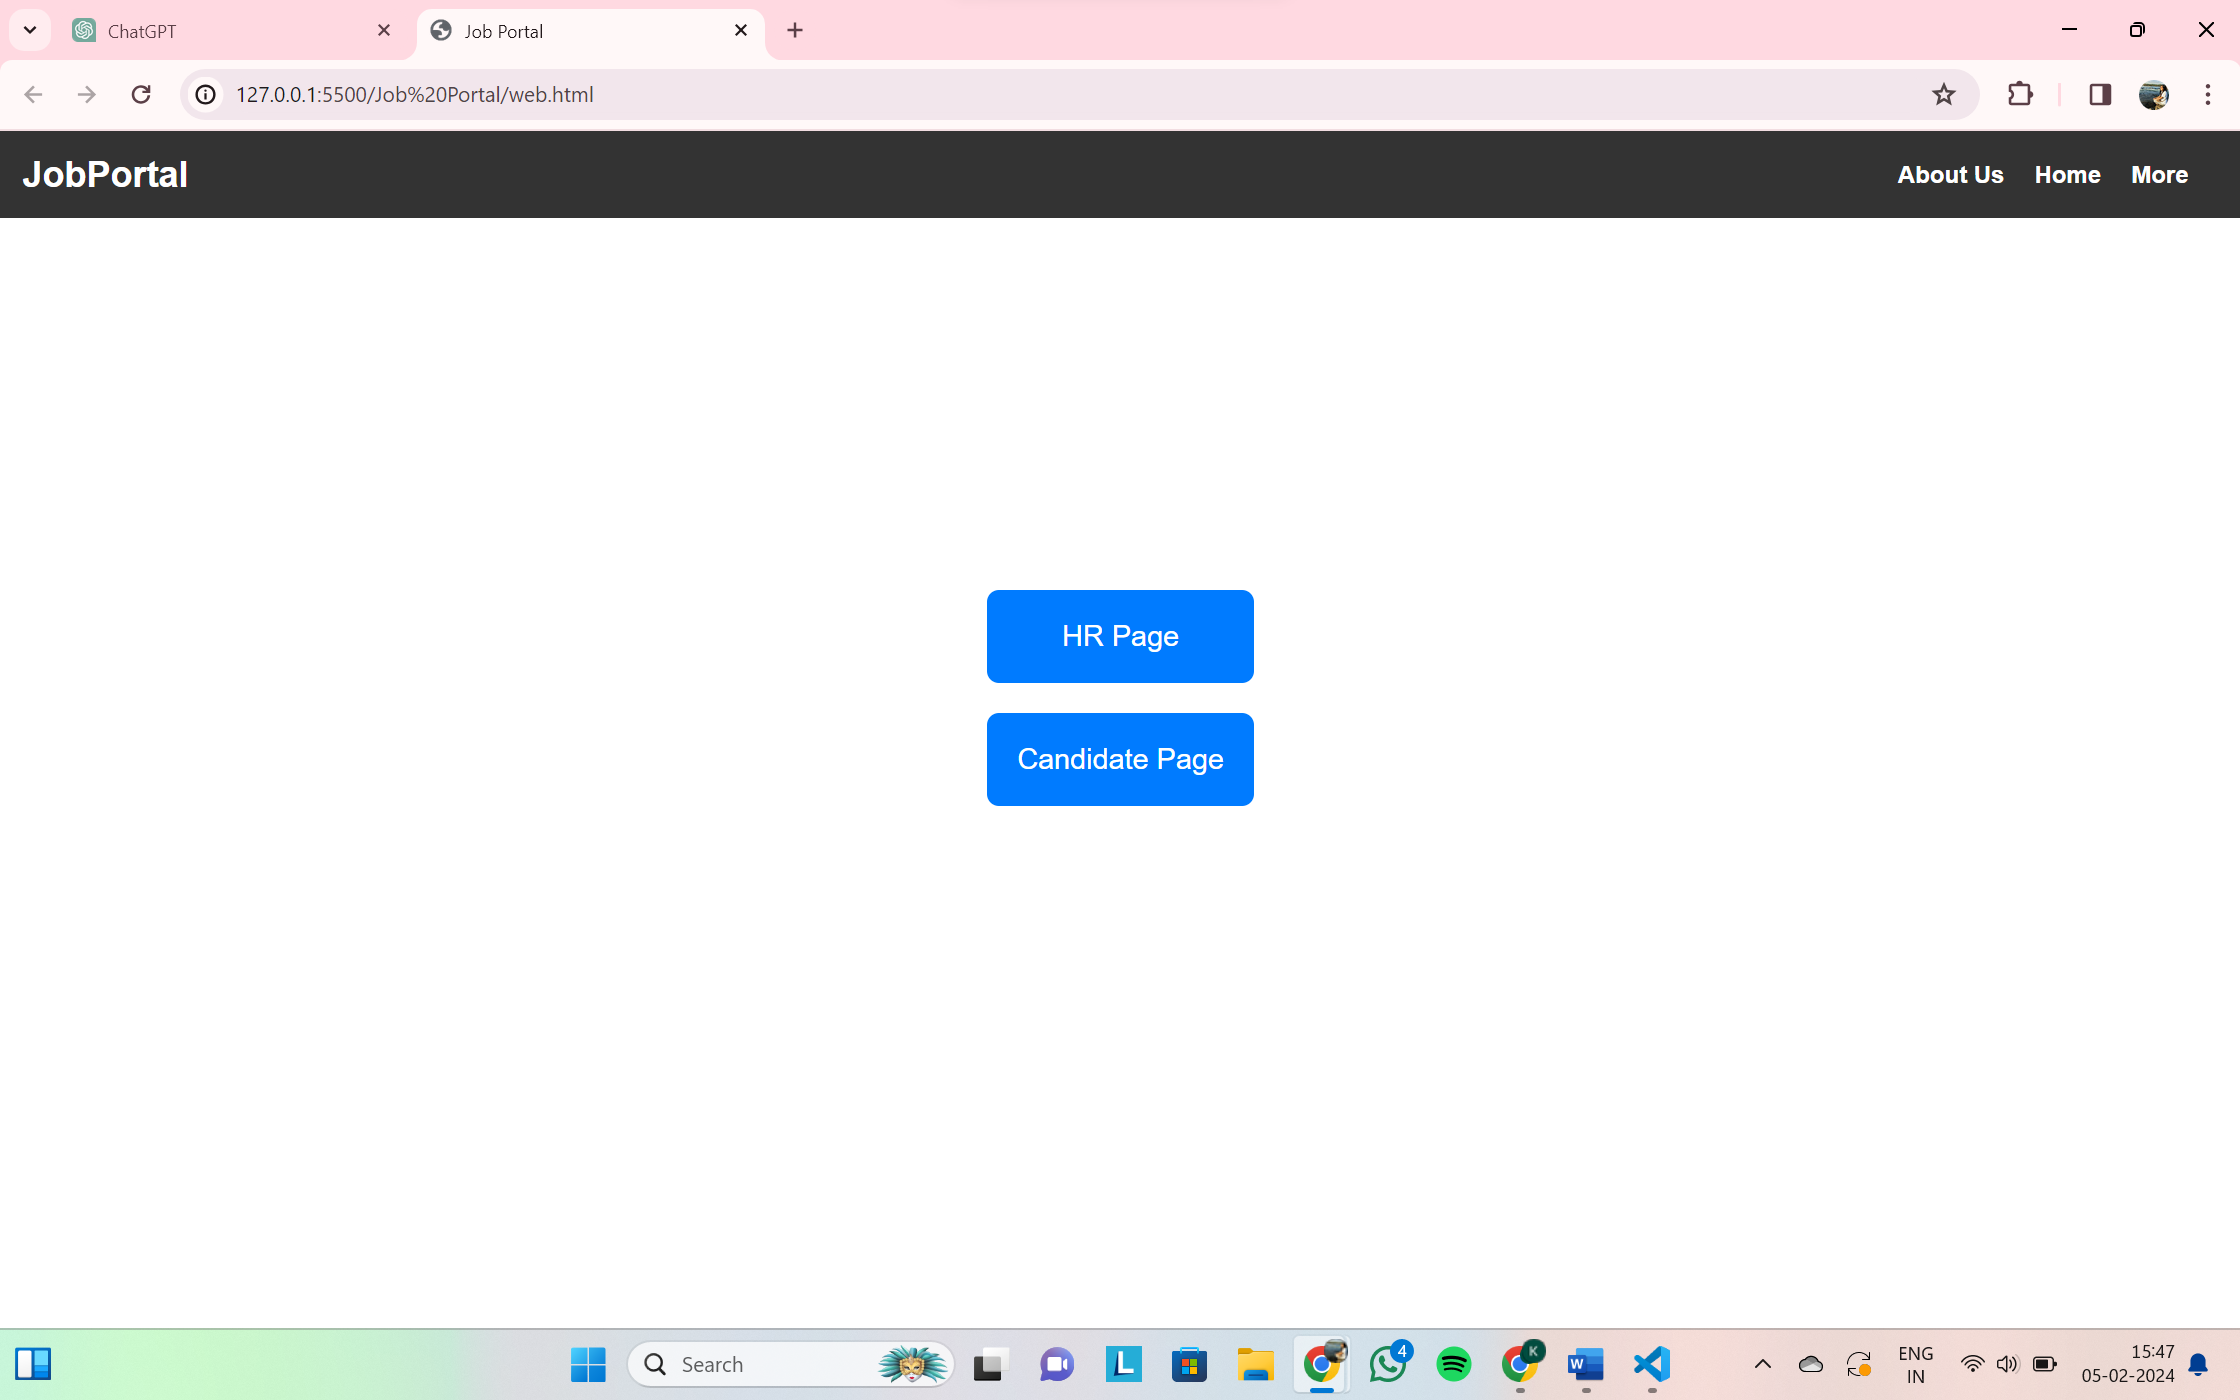 ChatGPT
Job Portal
127.0.0.1:5500/Job%20Portal/web.html
JobPortal
About Us Home More
HR Page
Candidate Page
Search
L
4
K
W
ENG
IN
15:47
05-02-2024